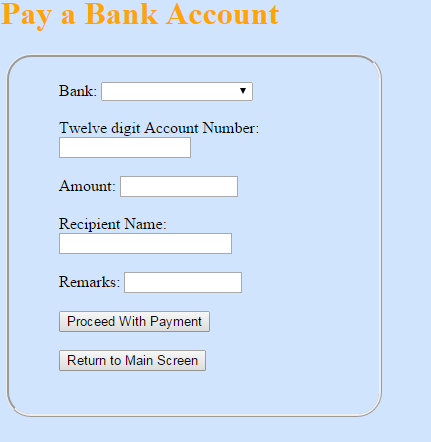 Pay a Bank Account
Bank:
Twelve digit Account Number:
Amount:
Recipient Name:
Remarks:
Proceed With Payment
Return to Main Screen